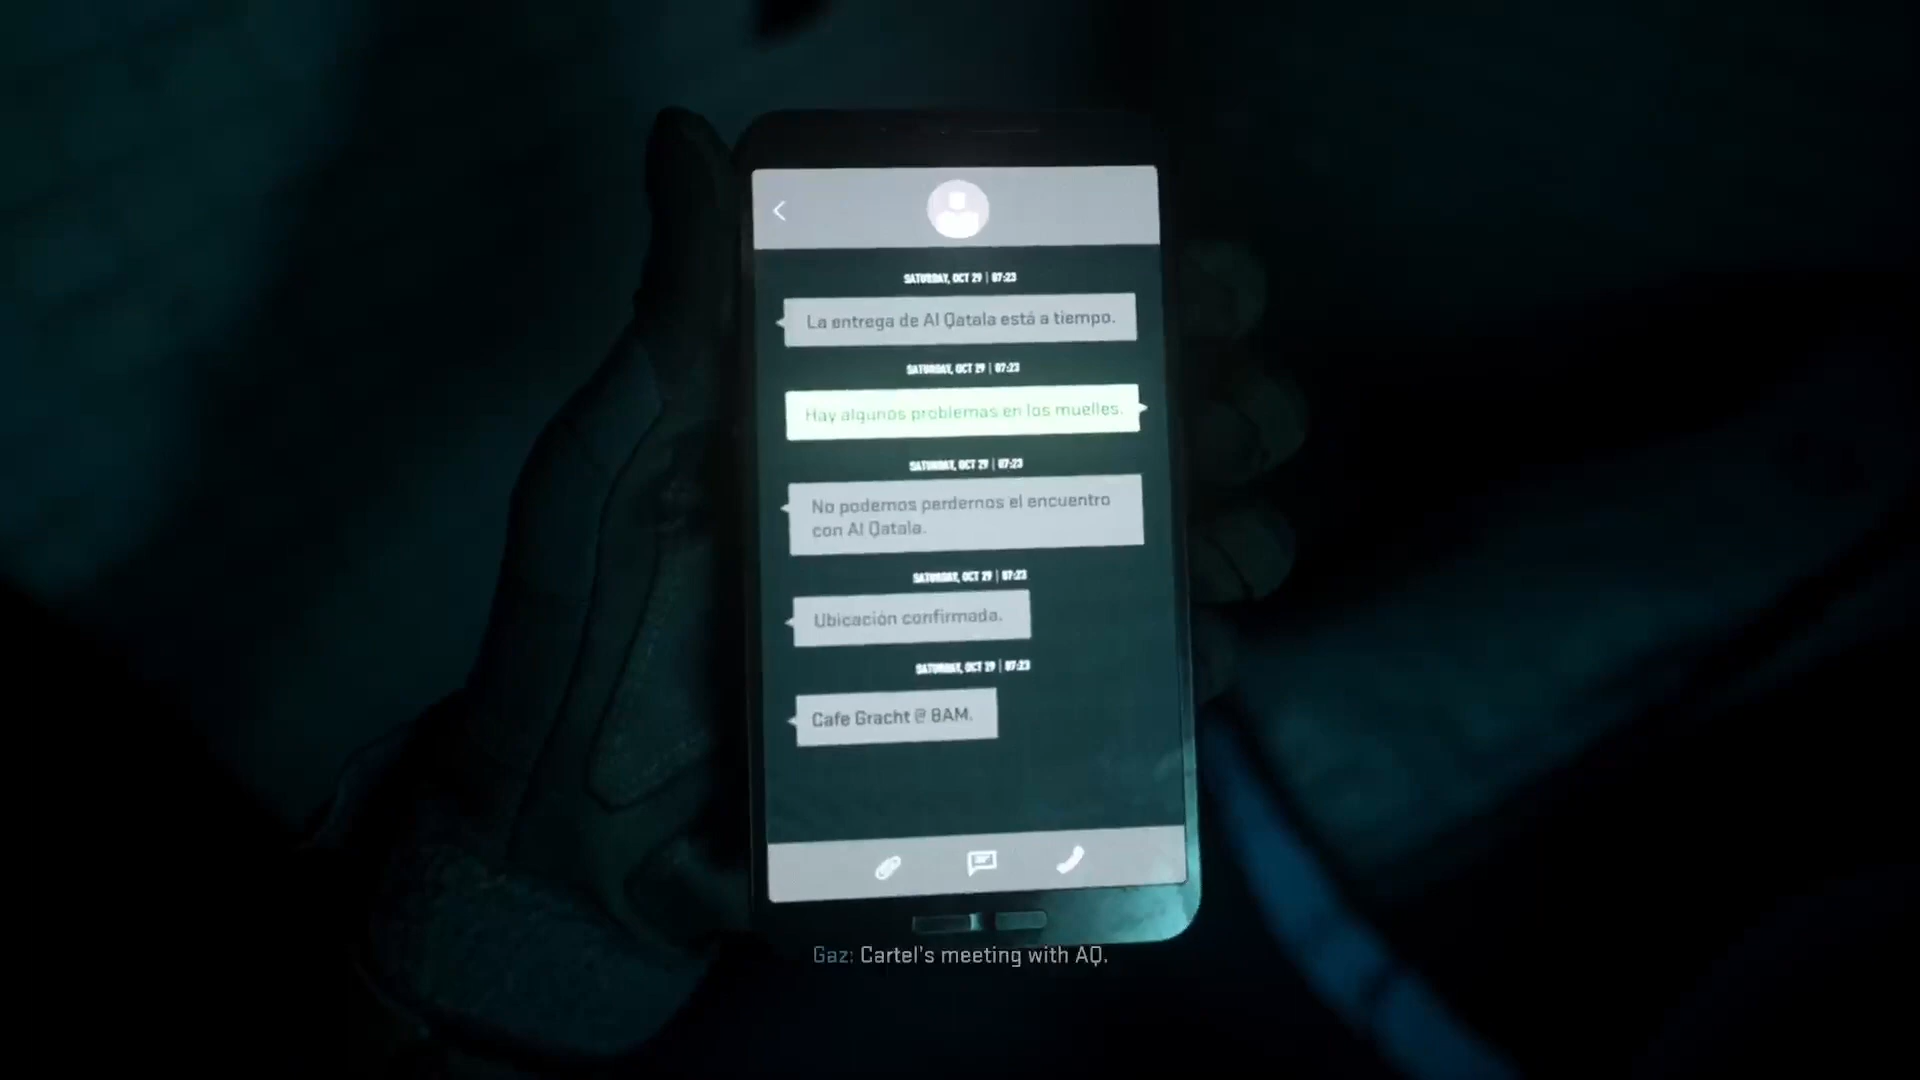 SATURDAY, OCT 29 | 07:23
La entrega de Al Qatala está a tiempo.
SATURDAY, OCT 29 | 07:23
Hay algunos problemas en los muelles.
SATURDAY, OCT 29 | 07:23
No podemos perdernos el encuentro
con Al Qatala.
SATURDAY, OCT 29 | 07:23
Ubicación confirmada.
SATURDAY, OCT 29 | 07:23
Cafe Gracht @ 8AM.
Gaz: Cartel's meeting with AQ.